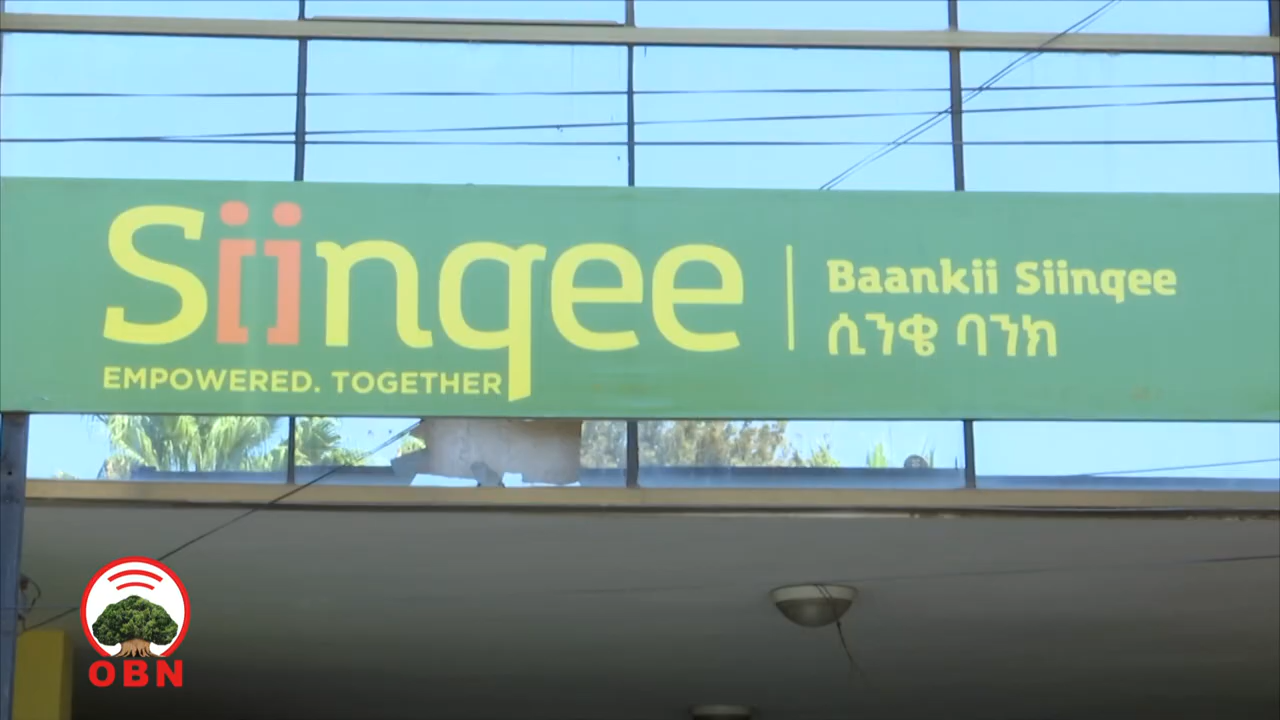 Siinqee
EMPOWERED. TOGETHER
Baankii Siinqee
ሲንቄ ባንክ
OBN